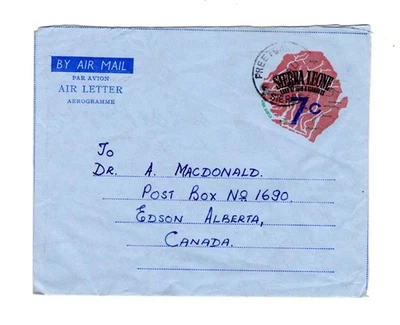 BY AIR MAIL
PAR AVION
AIR LETTER
AEROGRAMME
SIERRA LEONE
7c
To
DR. A. MACDONALD.
POST BOX Nº 1690.
EDSON ALBERTA,
CANADA.